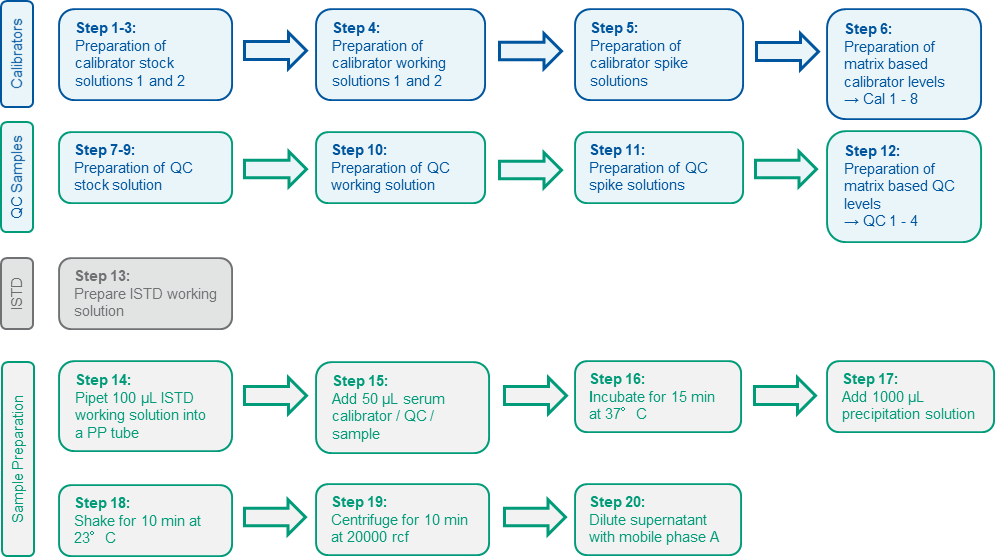 Calibrators
Step 1-3:
Preparation of
calibrator stock
solutions 1 and 2
Step 4:
Preparation of
calibrator working
solutions 1 and 2
Step 5:
Preparation of
calibrator spike
solutions
Step 6:
Preparation of
matrix based
calibrator levels
→ Cal 1 - 8
QC Samples
Step 7-9:
Preparation of QC
stock solution
Step 10:
Preparation of QC
working solution
Step 11:
Preparation of QC
spike solutions
Step 12:
Preparation of
matrix based QC
levels
→ QC 1 - 4
ISTD
Step 13:
Prepare ISTD working
solution
Sample Preparation
Step 14:
Pipet 100 µL ISTD
working solution into
a PP tube
Step 15:
Add 50 µL serum
calibrator / QC /
sample
Step 16:
Incubate for 15 min
at 37° C
Step 17:
Add 1000 µL
precipitation solution
Step 18:
Shake for 10 min at
23° C
Step 19:
Centrifuge for 10 min
at 20000 rcf
Step 20:
Dilute supernatant
with mobile phase A